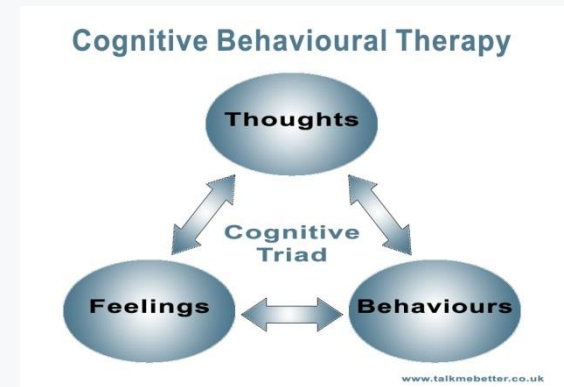 Cognitive Behavioural Therapy
Thoughts
Cognitive
Triad
Feelings
Behaviours
www.talkmebetter.co.uk